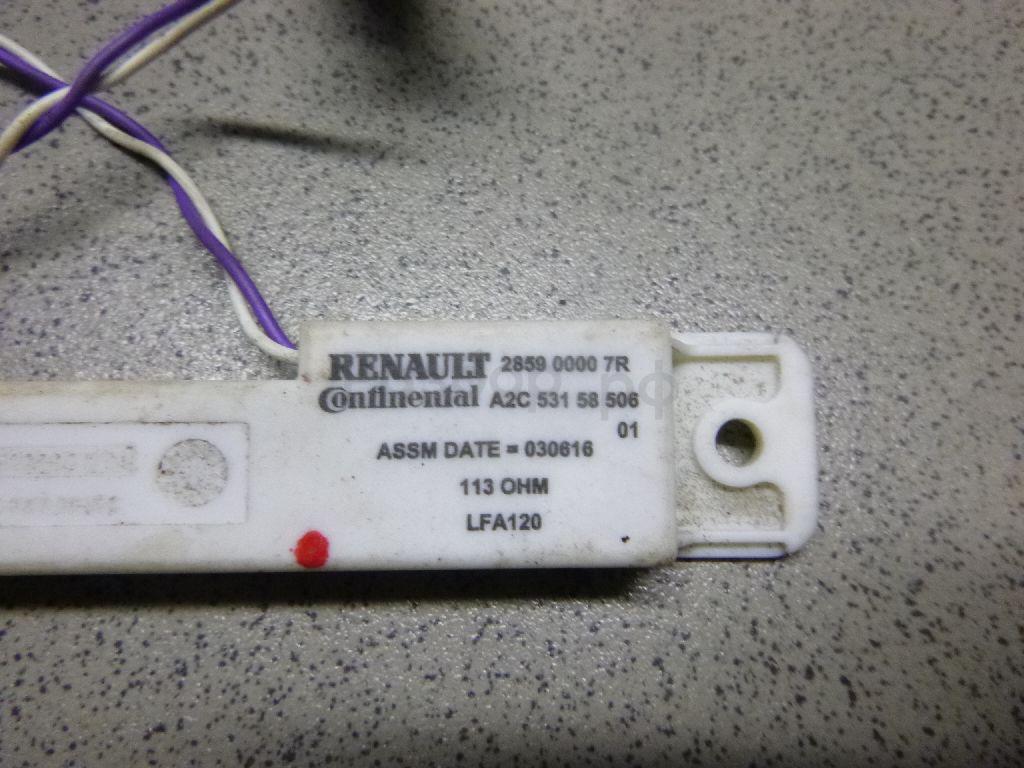 RENAULT 2859 0000 7R
Continental A2C 531 58 506
01
ASSM DATE = 030616
113 OHM
LFA120